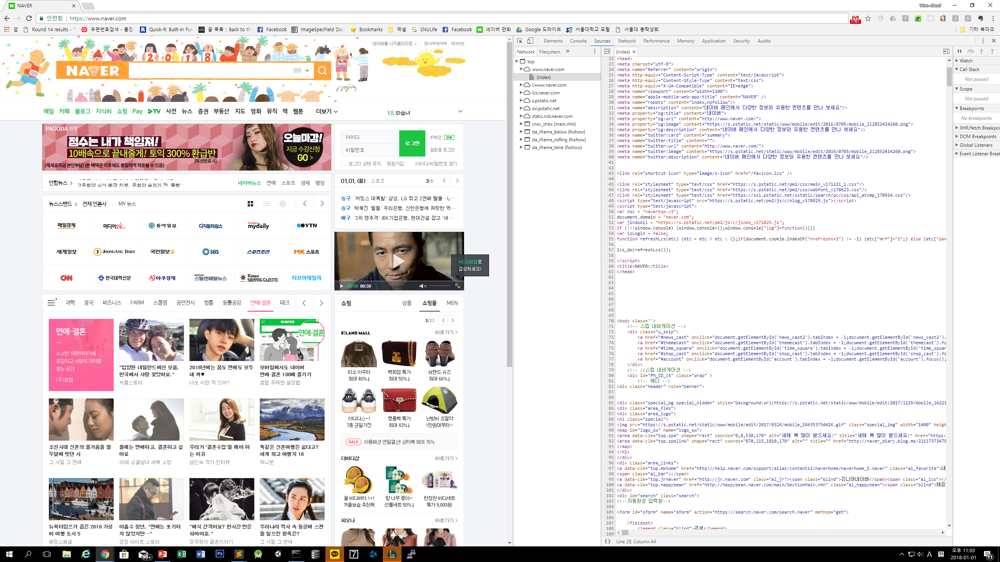 NAVER
Woo-cheol
안전함 https://www.naver.com
1767
앱 Round 14 results - T 우편번호검색 - 통합 Quick-R: Built-in Fun 글 목록 :: Back to the Facebook ImageSpecField Doc Bookmarks 엑셀 SNULife Facebook 네이버 만화 Google 드라이브 서울대학교 포털 서울대 총학생회 기타 북마크
네이버를 시작페이지로 > 쥬니어네이버 해피빈
2018
2018
NAVER
메일 카페 블로그 지식iN 쇼핑 Pay TV 사전 뉴스 증권 부동산 지도 영화 뮤직 책 웹툰 더보기
18 무술년
PAGODA 인강
점수는 내가 책임져!
10배속으로 끝내줄게! 토익 300% 환급반
(미션완료시)
(제세공과금 본인부담) (본 혜택은 이후에도 동일하게 적용될 수 있음)
오늘마감!
지금 수강신청
GO >
아이디
비밀번호
로그인
IP보안 ON
일회용 로그인
로그인 상태 유지 회원가입 아이디/비밀번호 찾기
연합뉴스 >
고준희양 시신 매장 친부, 준희양 숨지기 전 '폭행'
네이버뉴스 연예 스포츠 경제 랭킹
01.01. (월) 스포츠 3/6
농구 '커밍스 대폭발' 삼성, LG 꺾고 2연패 탈출…L…
농구 박혜진 '펄펄' 우리은행, 신한은행에 짜릿한 역…
배구 '2위 맹추격' IBK기업은행, 현대건설 잡고 '새…
뉴스스탠드 > 전체 언론사 MY 뉴스
매일경제 미디어오늘 동아일보 디지털타임스 마이데일리 mydaily YTN
세계일보 JOONGANG DAILY 국민일보 SBS 스포츠조선 MK 스포츠
CNN 한국대학신문 AJ아주경제 스틸앤메탈뉴스 KOREA SHIPPING GAZETTE 티브이데일리
HD고화질로
감상하세요!
00:00 00:30
과학 중국 비즈니스 FARM 스쿨잼 공연전시 법률 동물공감 연애·결혼 테크
연애·결혼
소소한 사랑이야기에
공감하고 사랑의 가치를
찾는 공간
(주)썸랩
NAVER
연애·결혼
“입양된 네덜란드에선 모쏠,
한국에서 사랑 찾았어요.”
커플스토리
2018년에는 꿈도 연애도 모두
내 꺼♥
너도 이런 적 있어?
모바일에서도 네이버
연애·결혼 100배 즐기기
썸랩 주제판 설정법
조선시대 신혼의 즐거움을 열
두달에 빗댄 시
그 시절 그 연애
올해는 연애하고, 결혼하고 싶
어요
30대 싱글남녀 새해 소망
우리가 ‘결혼수업’을 해야 하
는 이유
남인숙 작가 인터뷰
똑같은 신혼여행은 싫다고?
세계 최고 여행지 10
허니문
뉴욕타임즈가 꼽은 2018 가성
비 여행 도시 5
웨딩스페셜
아홉수 청년, “연애는 포기하
지 않았지만…”
긍정 라이프 스토리
“예식 간격이요? 한시간 반은
되어야죠.”
정주희의 결혼이야기
우리나라 역사 속 동성애 스캔
들 일으킨 왕족은?
그 시절 그 연애
쇼핑 상품 쇼핑몰 MEN
1/13
E:LAND MALL 바로가기 >
미쏘 아우터
최대 40%↓
백화점 특가
최대 50%↓
브랜드 슈즈
최대 66%↓
아디다스~!
7종 균일가전
명품백 특가
최대 43%↓
난방비 초절약
1만원대부터~
SALE 아동패션 연말결산! 상하복 최대 76%
더바디샵 바로가기 >
꿀 바디버터 1+1
겨울보습 추천해
향 너무 좋아~
선물세트 50%↓
한정판 바디세트
특가 9,800원!
피오나 바로가기 >
Elements Console Sources Network Performance Memory Application Security Audits
Network Filesystem »
top
www.naver.com
(index)
l.www.naver.com
lcs.naver.com
s.pstatic.net
ssl.pstatic.net
static.nid.naver.com
cnsv_shbx (main.nhn)
da_iframe_below (fxshow)
da_iframe_rolling (fxshow)
da_iframe_time (fxshow)
(index) ×
22 <head>
23 <meta charset="utf-8">
24 <meta name="Referrer" content="origin">
25 <meta http-equiv="Content-Script-Type" content="text/javascript">
26 <meta http-equiv="Content-Style-Type" content="text/css">
27 <meta http-equiv="X-UA-Compatible" content="IE=edge">
28 <meta name="viewport" content="width=1100">
29 <meta name="apple-mobile-web-app-title" content="NAVER" />
30 <meta name="robots" content="index,nofollow"/>
31 <meta name="description" content="네이버 메인에서 다양한 정보와 유용한 컨텐츠를 만나 보세요"/>
32 <meta property="og:title" content="네이버">
33 <meta property="og:url" content="http://www.naver.com/">
34 <meta property="og:image" content="https://s.pstatic.net/static/www/mobile/edit/2016/0705/mobile_212852414260.png">
35 <meta property="og:description" content="네이버 메인에서 다양한 정보와 유용한 컨텐츠를 만나 보세요"/>
36 <meta name="twitter:card" content="summary">
37 <meta name="twitter:title" content="">
38 <meta name="twitter:url" content="http://www.naver.com/">
39 <meta name="twitter:image" content="https://s.pstatic.net/static/www/mobile/edit/2016/0705/mobile_212852414260.png">
40 <meta name="twitter:description" content="네이버 메인에서 다양한 정보와 유용한 컨텐츠를 만나 보세요"/>
41
42
43 <link rel="shortcut icon" type="image/x-icon" href="/favicon.ico" />
44
45 <link rel="stylesheet" type="text/css" href="https://s.pstatic.net/pm2/css/main_v171221_1.css"/>
46 <link rel="stylesheet" type="text/css" href="https://s.pstatic.net/pm2/css/webfont_v170623.css"/>
47 <link rel="stylesheet" type="text/css" href="https://ssl.pstatic.net/sstatic/search/pc/css/api_atcmp_170914.css"/>
48 <script type="text/javascript" src="https://s.pstatic.net/pm2/js/c/nlog_v170829.js"></script>
49 <script type="text/javascript">
50 var nsc = "navertop.v3";
51 document.domain = "naver.com";
52 var jindoAll = "https://s.pstatic.net/pm2/js/c/jindo_v171025.js";
53 if (!!!window.console) {window.console={};window.console["log"]=function(){}}
54 var isLogin = false;
55 function refreshLcs(etc) {etc = etc ? etc : {};if(document.cookie.indexOf("nrefreshx=1") != -1) {etc["mrf"]="1";} else {etc["pan
56
57 lcs_do(refreshLcs());
58
59 </script>
60 <title>NAVER</title>
61 </head>
62
63
64
65
66
67
68
69
70 <body class=''>
71 <!-- 스킵 내비게이션 -->
72 <div class="u_skip">
73 <a href="#news_cast" onclick="document.getElementById('news_cast2').tabIndex = -1;document.getElementById('news_cast2').
74 <a href="#themecast" onclick="document.getElementById('themecast').tabIndex = -1;document.getElementById('themecast').fo
75 <a href="#time_square" onclick="document.getElementById('time_square').tabIndex = -1;document.getElementById('time_squar
76 <a href="#shop_cast" onclick="document.getElementById('shop_cast').tabIndex = -1;document.getElementById('shop_cast').fo
77 <a href="#account" onclick="document.getElementById('account').tabIndex = -1;document.getElementById('account').focus();
78 </div>
79 <!-- //스킵 내비게이션 -->
80 <div id="PM_ID_ct" class="wrap" >
81 <!-- 헤더 -->
82 <div class="header" role="banner">
83
84
85 <div class="special_bg special_hidden" style="background:url(https://s.pstatic.net/static/www/mobile/edit/2017/1229/mobile_16221
86 <div class="area_flex">
87 <div class="area_logo">
88 <h1 class="special">
89 <img src="https://s.pstatic.net/static/www/mobile/edit/2017/0324/mobile_184353754426.gif" class="special_img" width="1400" heigh
90 <map id="logo_sw" name="logo_sw">
91 <area data-clk="top.spe" shape="rect" coords="0,0,530,170" alt="새해 복 많이 받으세요!" title="새해 복 많이 받으세요!" href="https:
92 <area data-clk="top.spelink" shape="rect" coords="870,115,1010,170" alt="" title="" href="http://naver_diary.blog.me/22117373479
93 </map>
94 </h1>
95 </div>
96 <div class="area_links">
97 <a data-clk="top.mkhome" href="http://help.naver.com/support/alias/contents2/naverhome/naverhome_1.naver" class="al_favorite">네
98 <span class="al_bar"></span>
99 <a data-clk="top.jrnaver" href="http://jr.naver.com" class="al_jr"><span class="blind">쥬니어네이버</span><span class="al_ico"></
100 <a data-clk="top.happybean" href="http://happybean.naver.com/main/SectionMain.nhn" class="al_happybean"><span class="blind">해피
101 </div>
102 <div id="search" class="search">
103 <!--자동완성 입력창-->
104
105 <form id="sform" name="sform" action="https://search.naver.com/search.naver" method="get">
106
107 <fieldset>
108 <legend class="blind">검색</legend>
109
{} Line 28, Column 44
Watch
Call Stack
Not paused
Scope
Not paused
Breakpoints
No breakpoints
XHR/fetch Breakpoi
DOM Breakpoints
Global Listeners
Event Listener Break
99+
TALK
7
A 한
오후 11:03
2018-01-01
11